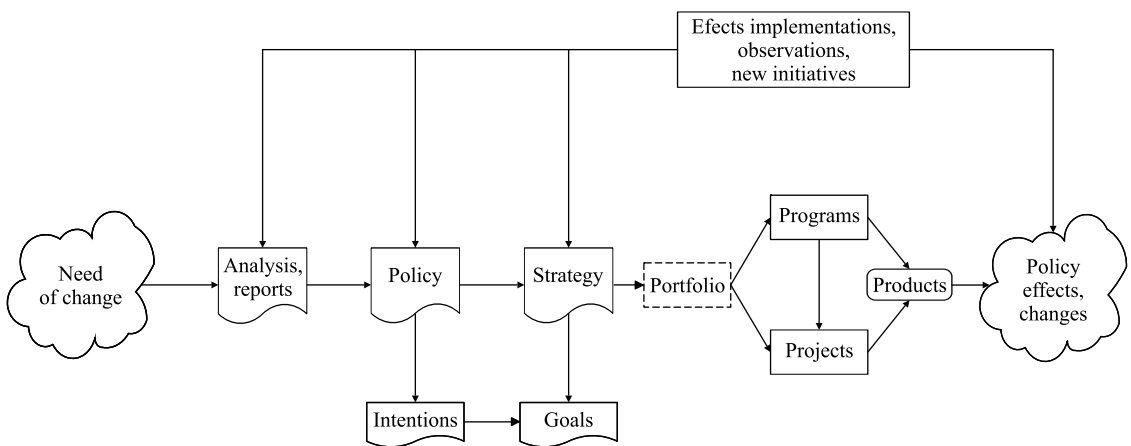 Efects implementations,
observations,
new initiatives
Need
of change
Analysis,
reports
Policy
Strategy
Portfolio
Programs
Projects
Products
Policy
effects,
changes
Intentions
Goals